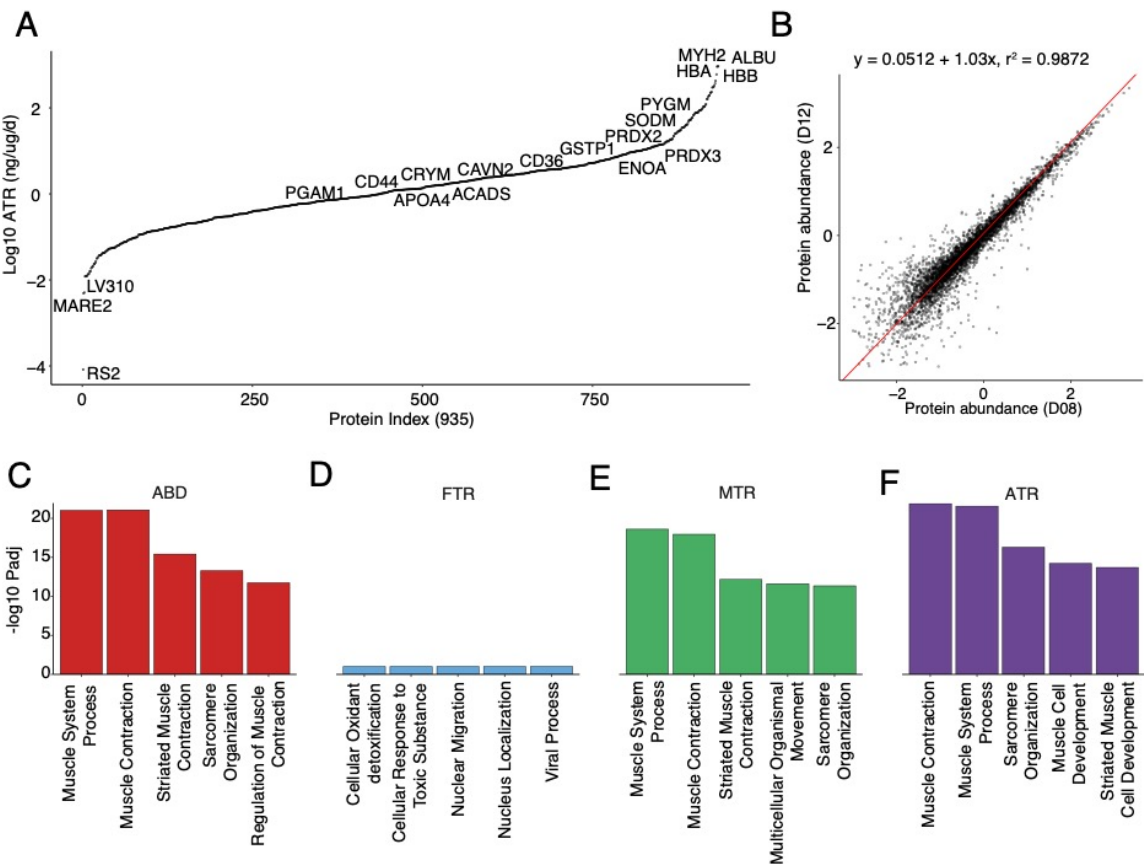 A
B
MYH2 ALBU
HBA HBB
PYGM
SODM
PRDX2
GSTP1 PRDX3
CD36 ENOA
CAVN2
CD44 CRYM
PGAM1
APOA4 ACADS
LV310
MARE2
RS2
Log10 ATR (ng/ug/d)
2
0
−2
−4
0 250 500 750
Protein Index (935)
y = 0.0512 + 1.03x, r² = 0.9872
Protein abundance (D12)
2
0
−2
−2 0 2
Protein abundance (D08)
C
ABD
-log10 Padj
20
15
10
5
0
Muscle System
Process
Muscle Contraction
Striated Muscle
Contraction
Sarcomere
Organization
Regulation of Muscle
Contraction
D
FTR
Cellular Oxidant
detoxification
Cellular Response to
Toxic Substance
Nuclear Migration
Nucleus Localization
Viral Process
E
MTR
Muscle System
Process
Muscle Contraction
Striated Muscle
Contraction
Multicellular Organismal
Movement
Sarcomere
Organization
F
ATR
Muscle Contraction
Muscle System
Process
Sarcomere
Organization
Muscle Cell
Development
Striated Muscle
Cell Development